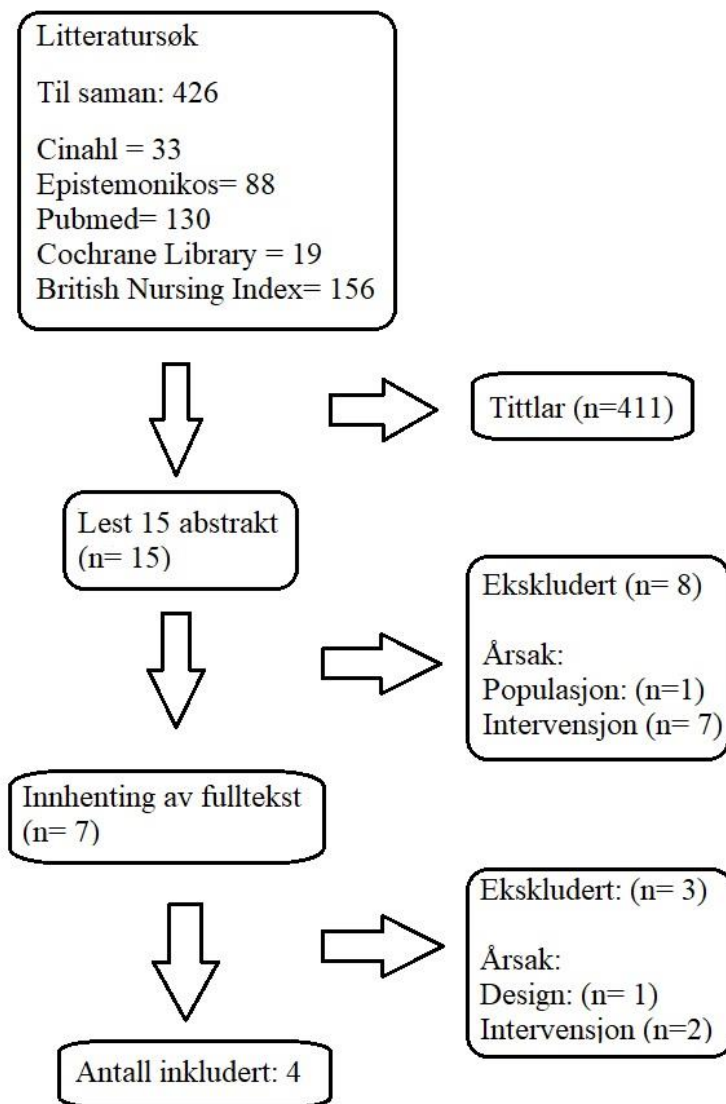 Litteratursøk
Til saman: 426
Cinahl = 33
Epistemonikos= 88
Pubmed= 130
Cochrane Library = 19
British Nursing Index= 156
Tittlar (n=411)
Lest 15 abstrakt
(n= 15)
Ekskludert (n= 8)
Årsak:
Populasjon: (n=1)
Intervensjon (n= 7)
Innhenting av fulltekst
(n= 7)
Ekskludert: (n= 3)
Årsak:
Design: (n= 1)
Intervensjon (n=2)
Antall inkludert: 4